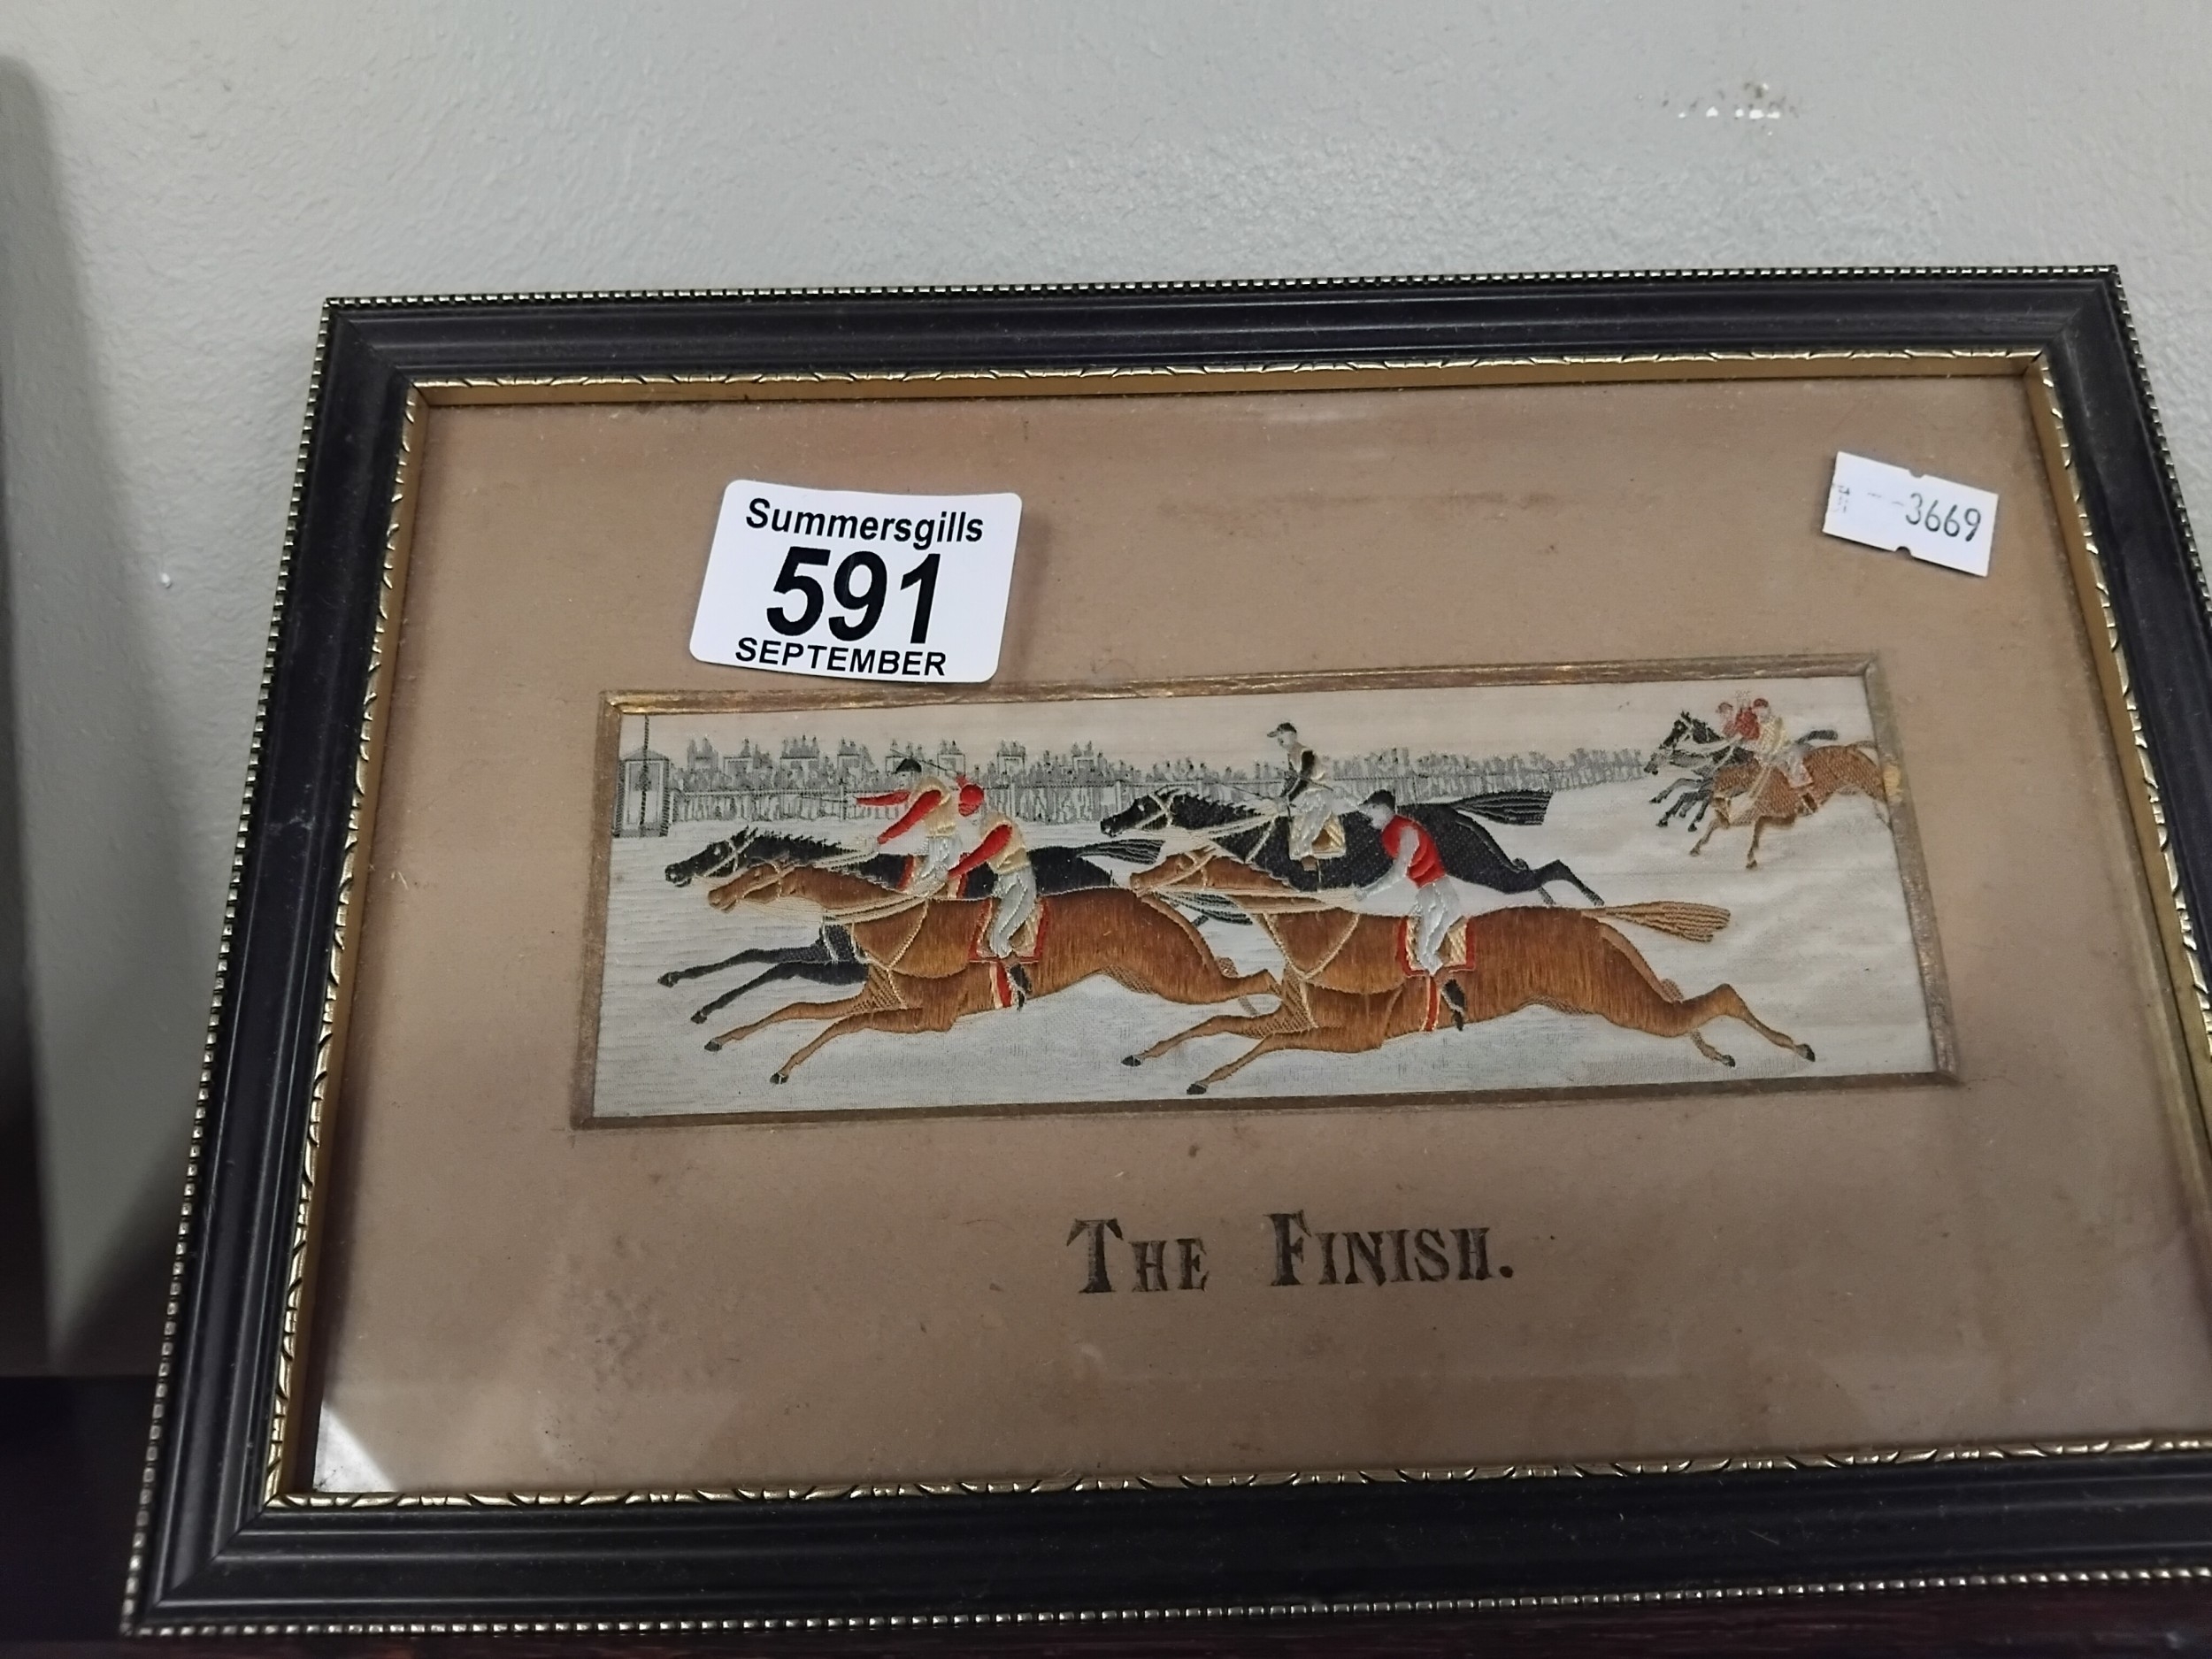 Summersgills
591
SEPTEMBER
3669
THE FINISH.